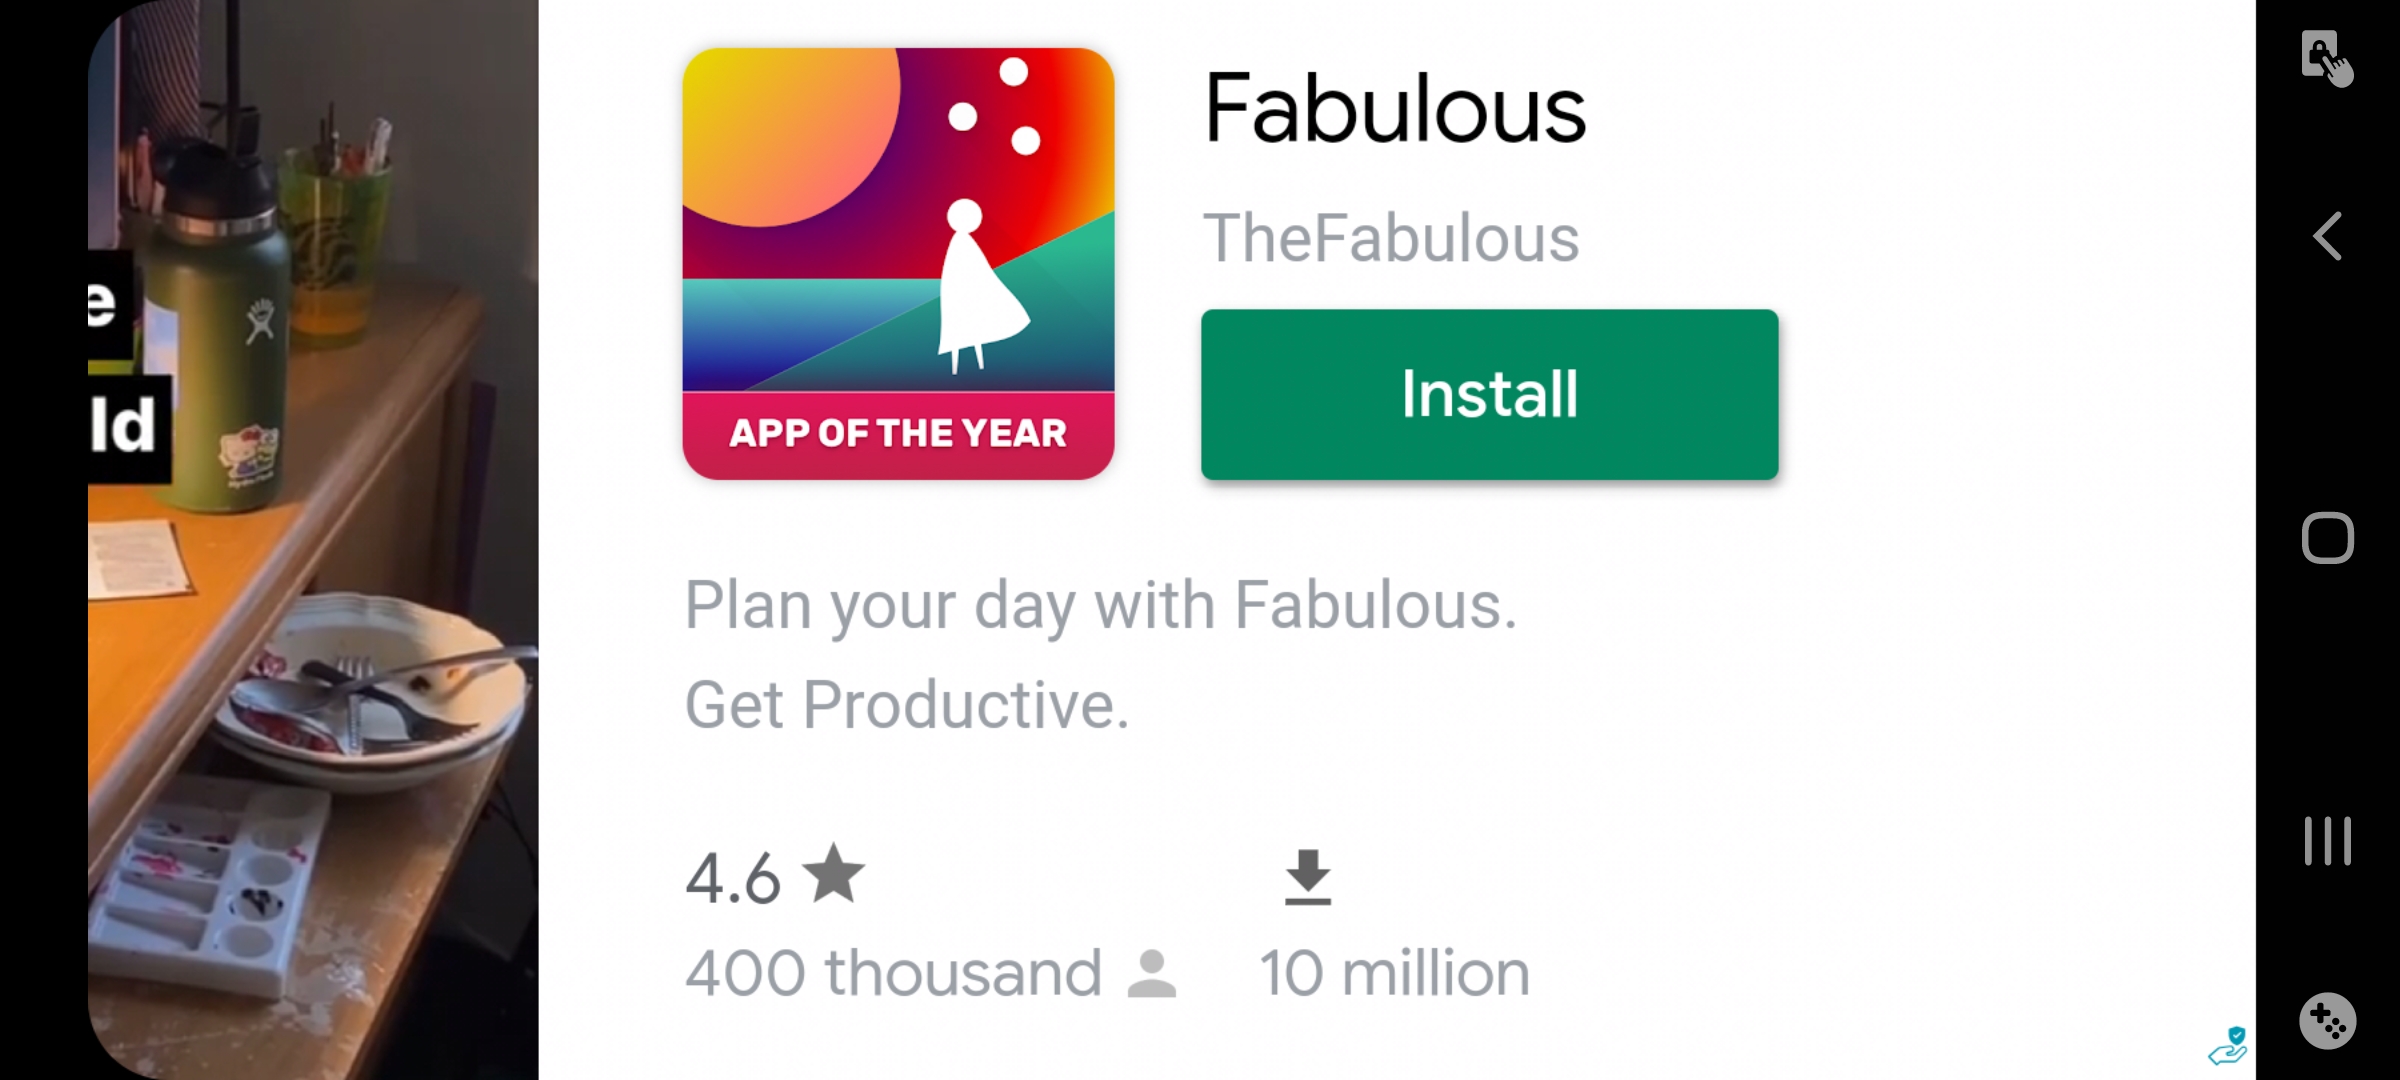 e
ld
Fabulous
TheFabulous
Install
APP OF THE YEAR
Plan your day with Fabulous.
Get Productive.
4.6
400 thousand
10 million